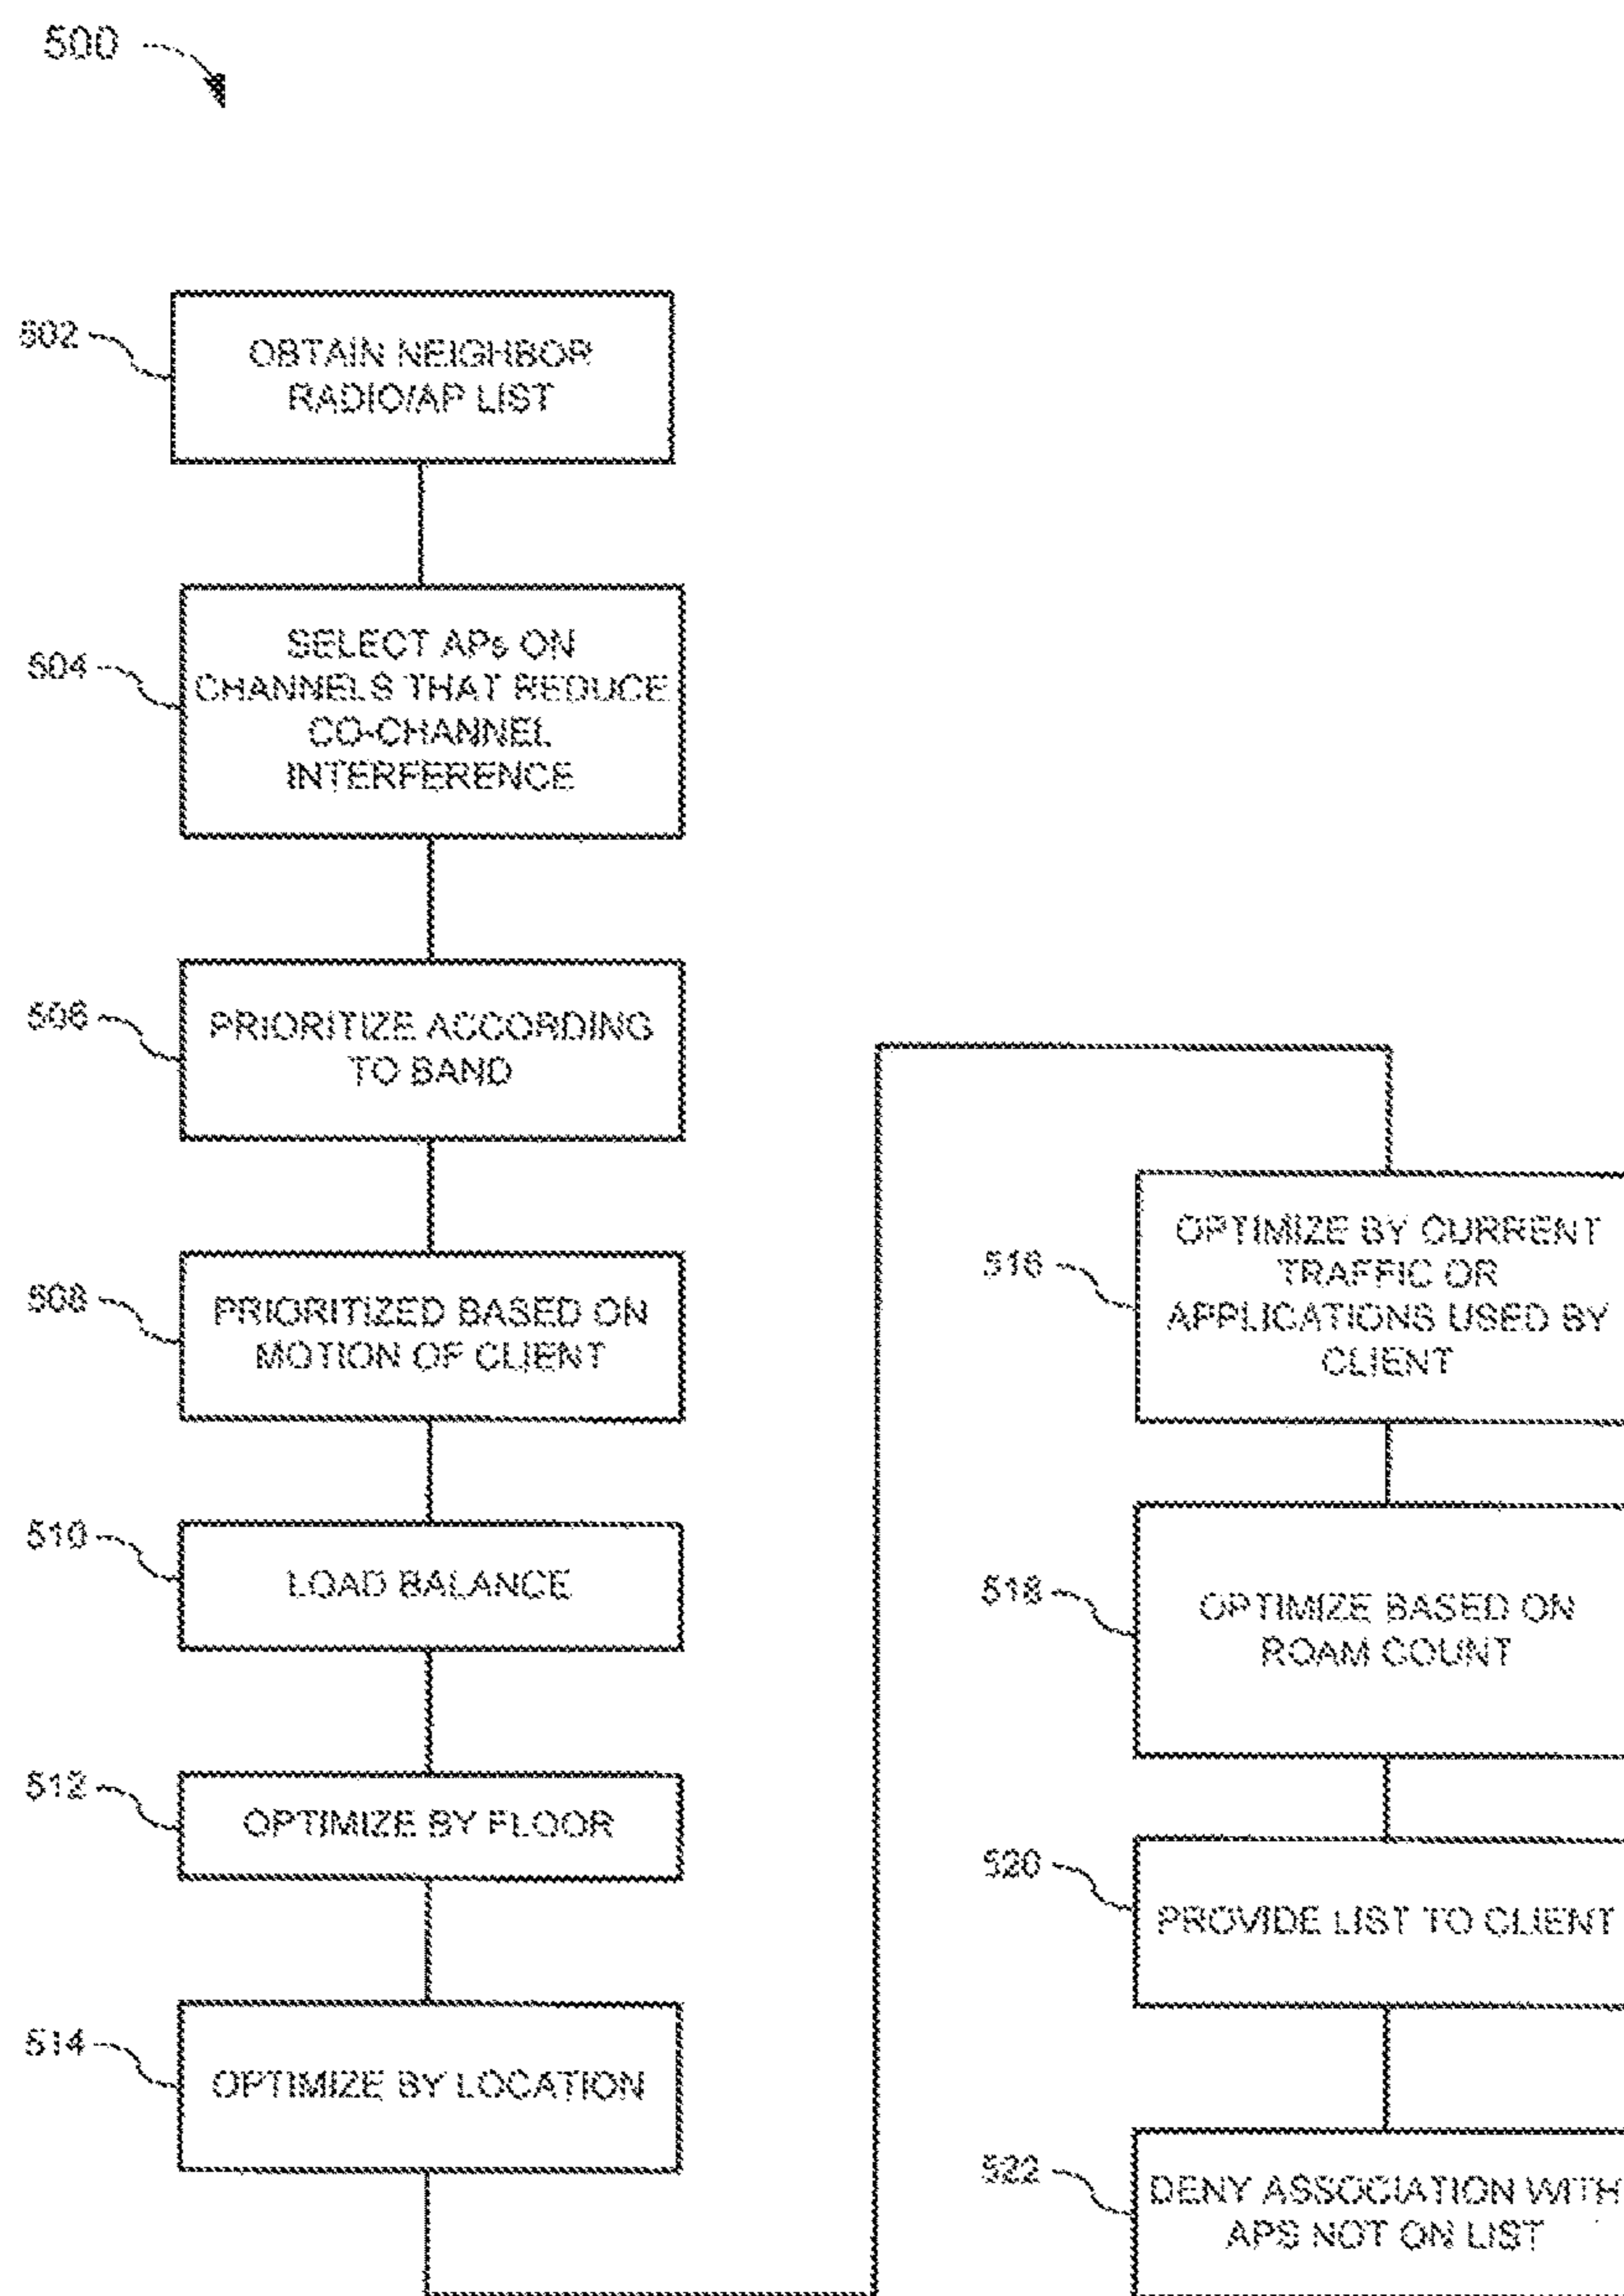 500
502
OBTAIN NEIGHBOR
RADIO/AP LIST
504
SELECT APs ON
CHANNELS THAT REDUCE
CO-CHANNEL
INTERFERENCE
506
PRIORITIZE ACCORDING
TO BAND
508
PRIORITIZED BASED ON
MOTION OF CLIENT
510
LOAD BALANCE
512
OPTIMIZE BY FLOOR
514
OPTIMIZE BY LOCATION
516
OPTIMIZE BY CURRENT
TRAFFIC OR
APPLICATIONS USED BY
CLIENT
518
OPTIMIZE BASED ON
ROAM COUNT
520
PROVIDE LIST TO CLIENT
522
DENY ASSOCIATION WITH
APS NOT ON LIST